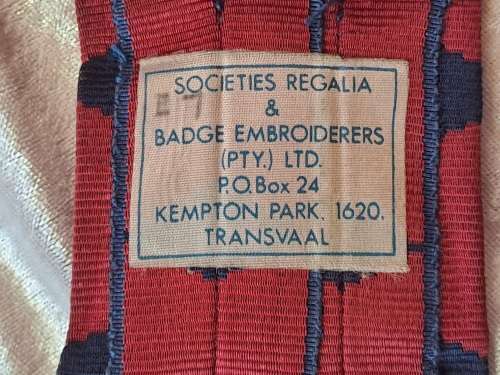 SOCIETIES REGALIA
&
BADGE EMBROIDERERS
(PTY.) LTD.
P.O. Box 24
KEMPTON PARK. 1620.
TRANSVAAL